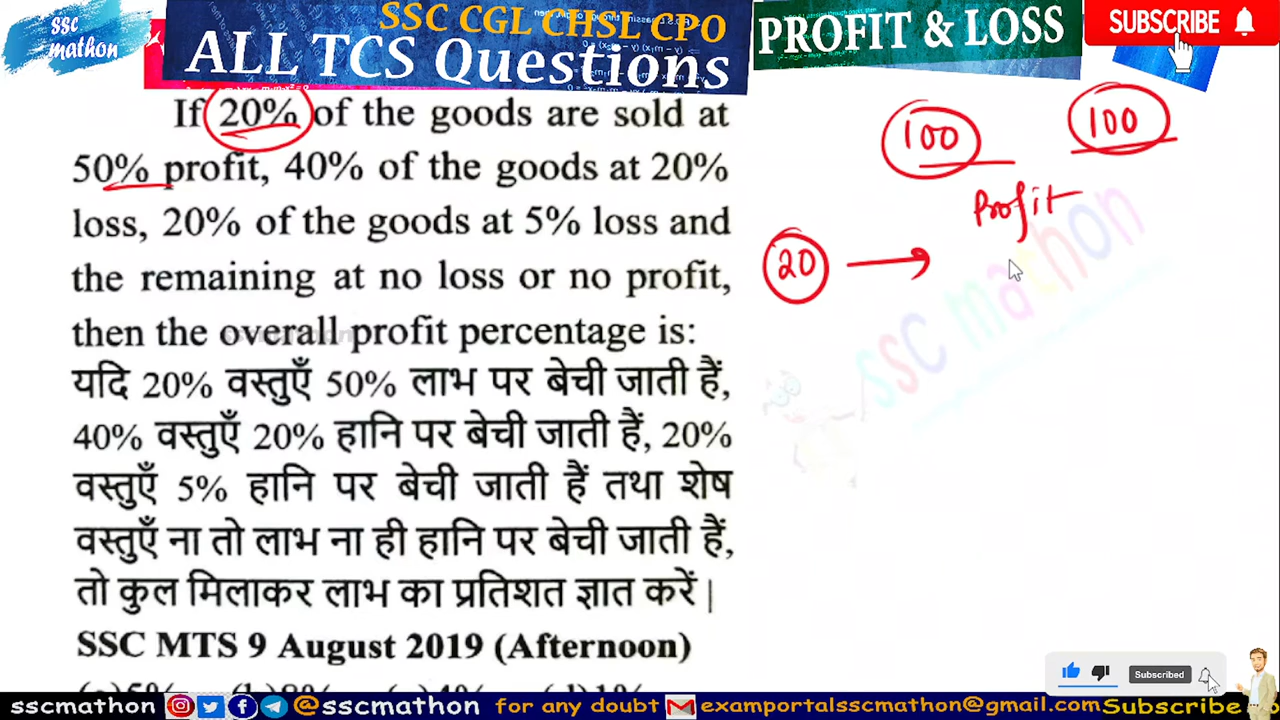 ssc mathon
SSC CGL CHSL CPO
ALL TCS Questions
PROFIT & LOSS
SUBSCRIBE
If 20% of the goods are sold at
50% profit, 40% of the goods at 20%
loss, 20% of the goods at 5% loss and
the remaining at no loss or no profit,
then the overall profit percentage is:
यदि 20% वस्तुएँ 50% लाभ पर बेची जाती हैं,
40% वस्तुएँ 20% हानि पर बेची जाती हैं, 20%
वस्तुएँ 5% हानि पर बेची जाती हैं तथा शेष
वस्तुएँ ना तो लाभ ना ही हानि पर बेची जाती हैं,
तो कुल मिलाकर लाभ का प्रतिशत ज्ञात करें|
SSC MTS 9 August 2019 (Afternoon)
100 100
Profit
20
ssc mathon
Subscribed
sscmathon @sscmathon for any doubt examportalsscmathon@gmail.com Subscribe